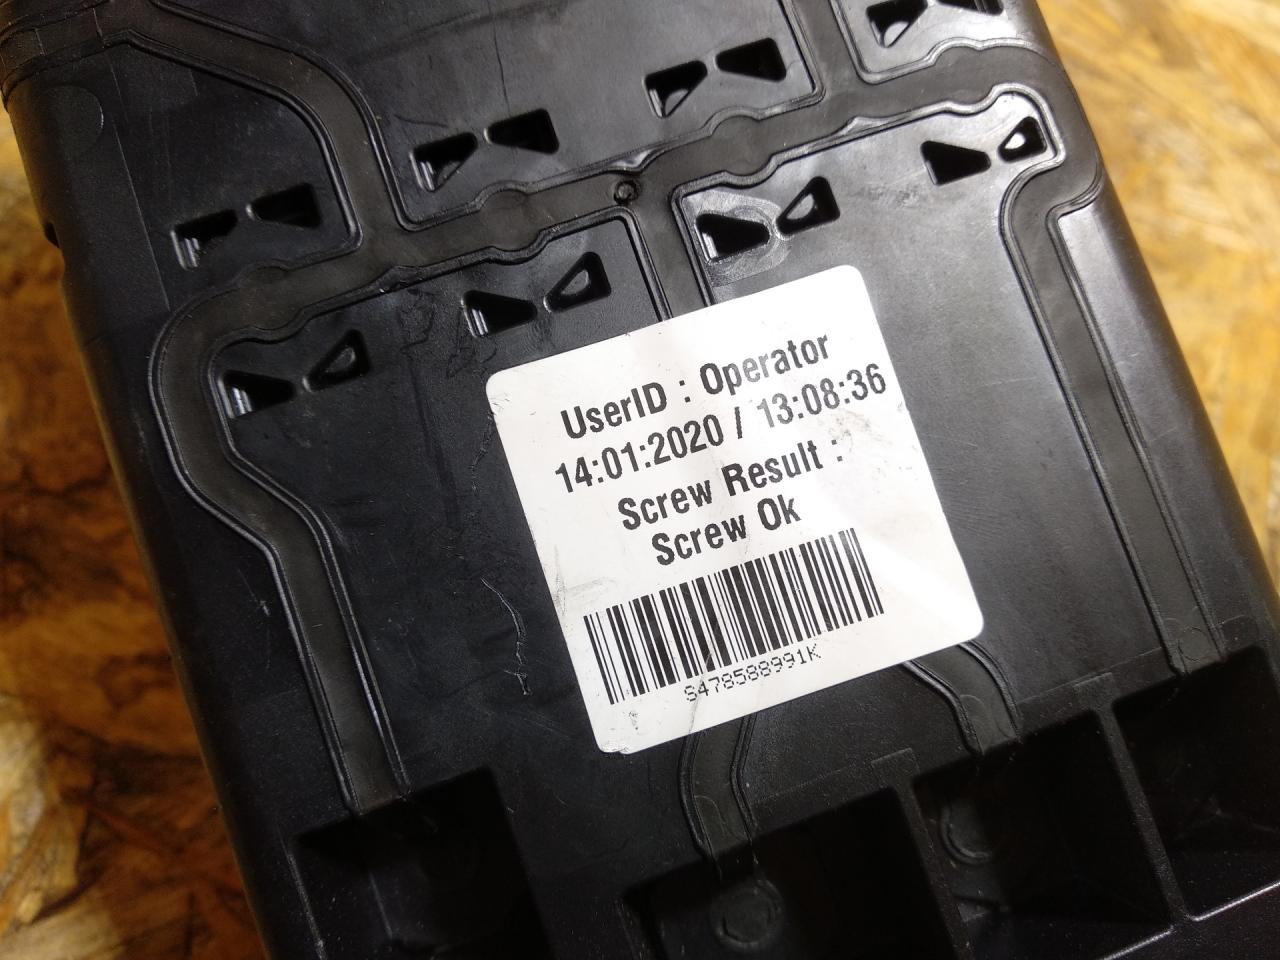 UserID : Operator
14:01:2020 / 13:08:36
Screw Result :
Screw Ok
S478588991K